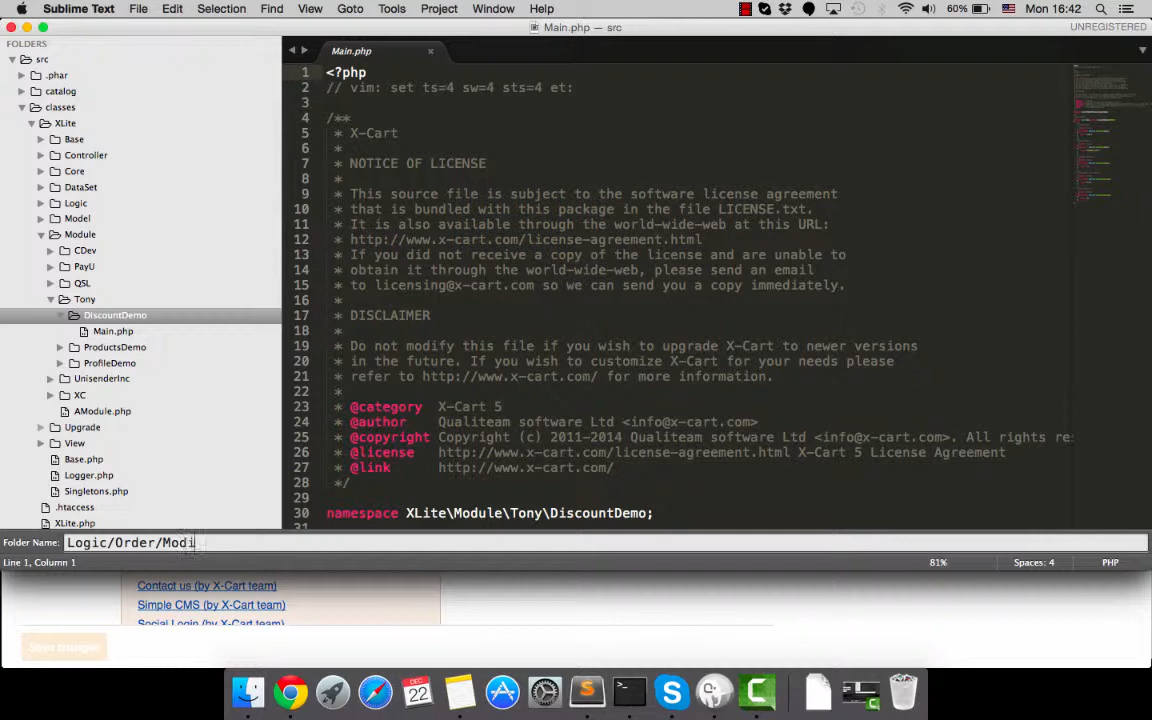 Sublime Text File Edit Selection Find View Goto Tools Project Window Help 60% Mon 16:42
Main.php — src UNREGISTERED
FOLDERS
src
.phar
catalog
classes
XLite
Base
Controller
Core
DataSet
Logic
Model
Module
CDev
PayU
QSL
Tony
DiscountDemo
Main.php
ProductsDemo
ProfileDemo
UnisenderInc
XC
AModule.php
Upgrade
View
Base.php
Logger.php
Singletons.php
.htaccess
XLite.php
Main.php ×
1 <?php
2 // vim: set ts=4 sw=4 sts=4 et:
3
4 /**
5 * X-Cart
6 *
7 * NOTICE OF LICENSE
8 *
9 * This source file is subject to the software license agreement
10 * that is bundled with this package in the file LICENSE.txt.
11 * It is also available through the world-wide-web at this URL:
12 * http://www.x-cart.com/license-agreement.html
13 * If you did not receive a copy of the license and are unable to
14 * obtain it through the world-wide-web, please send an email
15 * to licensing@x-cart.com so we can send you a copy immediately.
16 *
17 * DISCLAIMER
18 *
19 * Do not modify this file if you wish to upgrade X-Cart to newer versions
20 * in the future. If you wish to customize X-Cart for your needs please
21 * refer to http://www.x-cart.com/ for more information.
22 *
23 * @category X-Cart 5
24 * @author Qualiteam software Ltd <info@x-cart.com>
25 * @copyright Copyright (c) 2011-2014 Qualiteam software Ltd <info@x-cart.com>. All rights re
26 * @license http://www.x-cart.com/license-agreement.html X-Cart 5 License Agreement
27 * @link http://www.x-cart.com/
28 */
29
30 namespace XLite\Module\Tony\DiscountDemo;
31
Folder Name: Logic/Order/Modi
Line 1, Column 1 81% Spaces: 4 PHP
Contact us (by X-Cart team)
Simple CMS (by X-Cart team)
Social Login (by X-Cart team)
Save changes
DEC
22